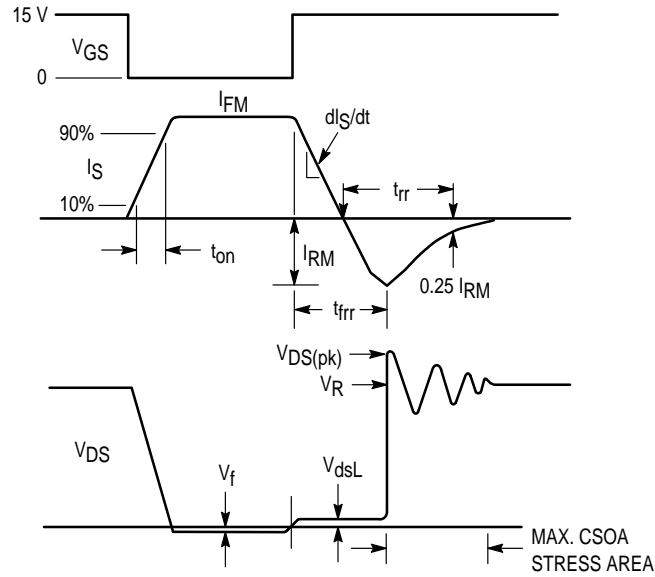 15 V
VGS
0
IFM
90%
dIS/dt
IS
trr
10%
ton
IRM
0.25 IRM
tfrr
VDS(pk)
VR
VDS
Vf
VdsL
MAX. CSOA
STRESS AREA